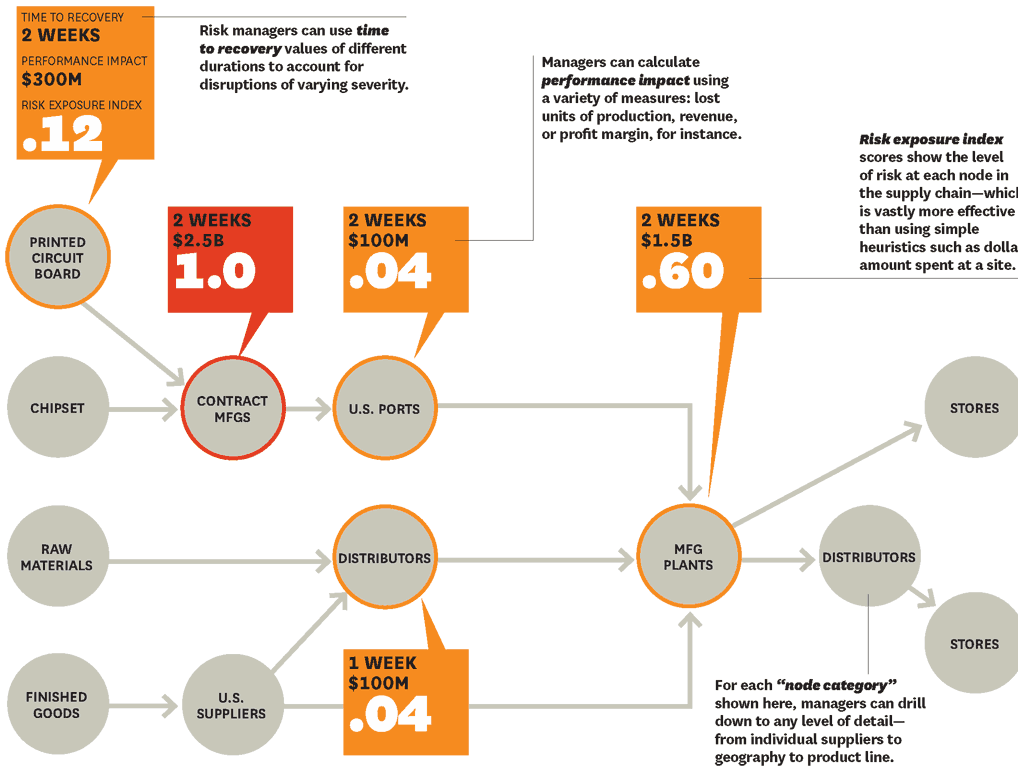 TIME TO RECOVERY
2 WEEKS
PERFORMANCE IMPACT
$300M
RISK EXPOSURE INDEX
.12
Risk managers can use time
to recovery values of different
durations to account for
disruptions of varying severity.
Managers can calculate
performance impact using
a variety of measures: lost
units of production, revenue,
or profit margin, for instance.
Risk exposure index
scores show the level
of risk at each node in
the supply chain—which
is vastly more effective
than using simple
heuristics such as dolla
amount spent at a site.
PRINTED
CIRCUIT
BOARD
2 WEEKS
$2.5B
1.0
2 WEEKS
$100M
.04
2 WEEKS
$1.5B
.60
CHIPSET
CONTRACT
MFGS
U.S. PORTS
STORES
RAW
MATERIALS
DISTRIBUTORS
MFG
PLANTS
DISTRIBUTORS
STORES
FINISHED
GOODS
U.S.
SUPPLIERS
1 WEEK
$100M
.04
For each “node category”
shown here, managers can drill
down to any level of detail—
from individual suppliers to
geography to product line.